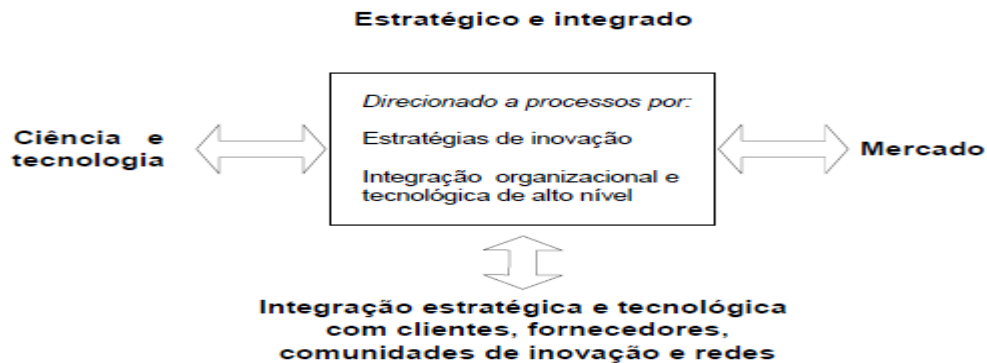 Estratégico e integrado
Direcionado a processos por:
Estratégias de inovação
Integração organizacional e
tecnológica de alto nível
Ciência e
tecnologia
Mercado
Integração estratégica e tecnológica
com clientes, fornecedores,
comunidades de inovação e redes